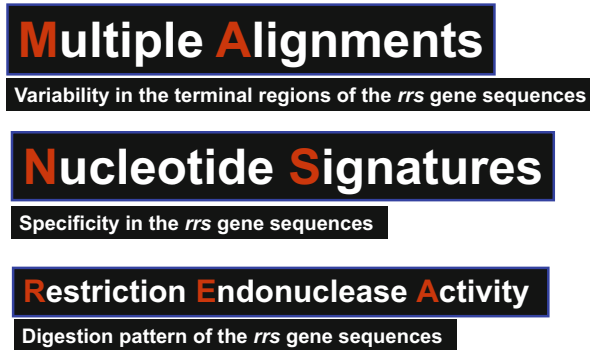 Multiple Alignments
Variability in the terminal regions of the rrs gene sequences
Nucleotide Signatures
Specificity in the rrs gene sequences
Restriction Endonuclease Activity
Digestion pattern of the rrs gene sequences